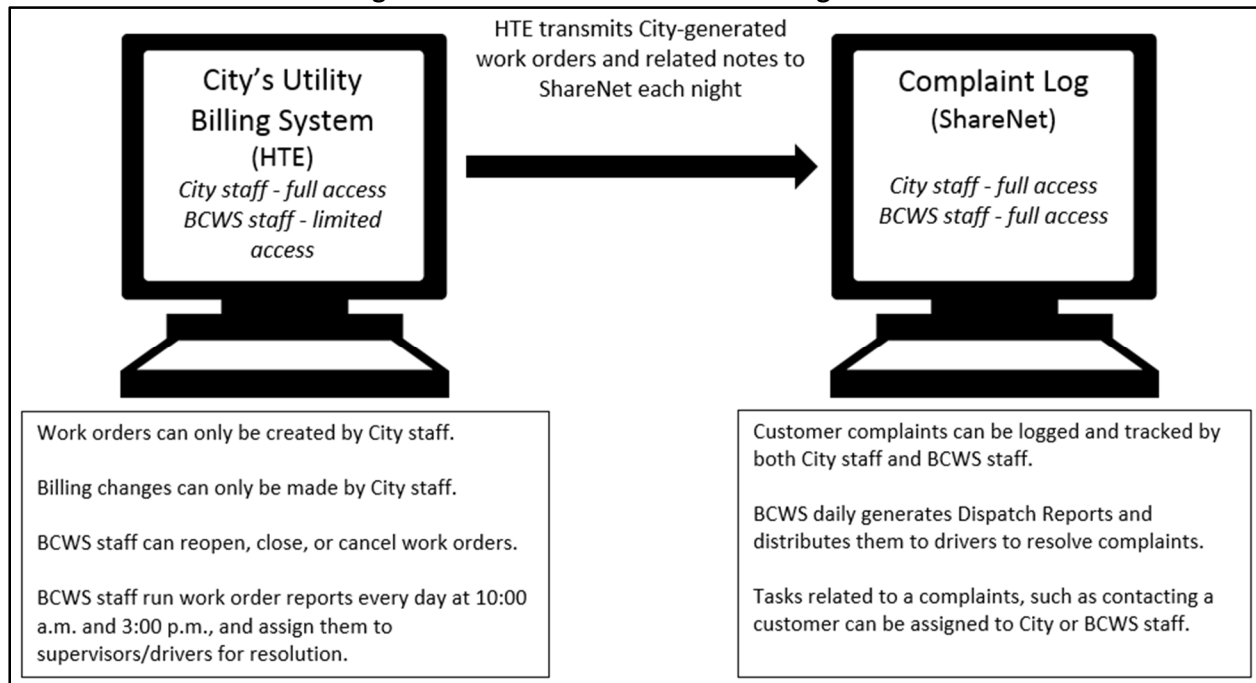 HTE transmits City-generated
work orders and related notes to
ShareNet each night
City's Utility
Billing System
(HTE)
City staff - full access
BCWS staff - limited
access
Complaint Log
(ShareNet)
City staff - full access
BCWS staff - full access
Work orders can only be created by City staff.
Billing changes can only be made by City staff.
BCWS staff can reopen, close, or cancel work orders.
BCWS staff run work order reports every day at 10:00
a.m. and 3:00 p.m., and assign them to
supervisors/drivers for resolution.
Customer complaints can be logged and tracked by
both City staff and BCWS staff.
BCWS daily generates Dispatch Reports and
distributes them to drivers to resolve complaints.
Tasks related to a complaints, such as contacting a
customer can be assigned to City or BCWS staff.